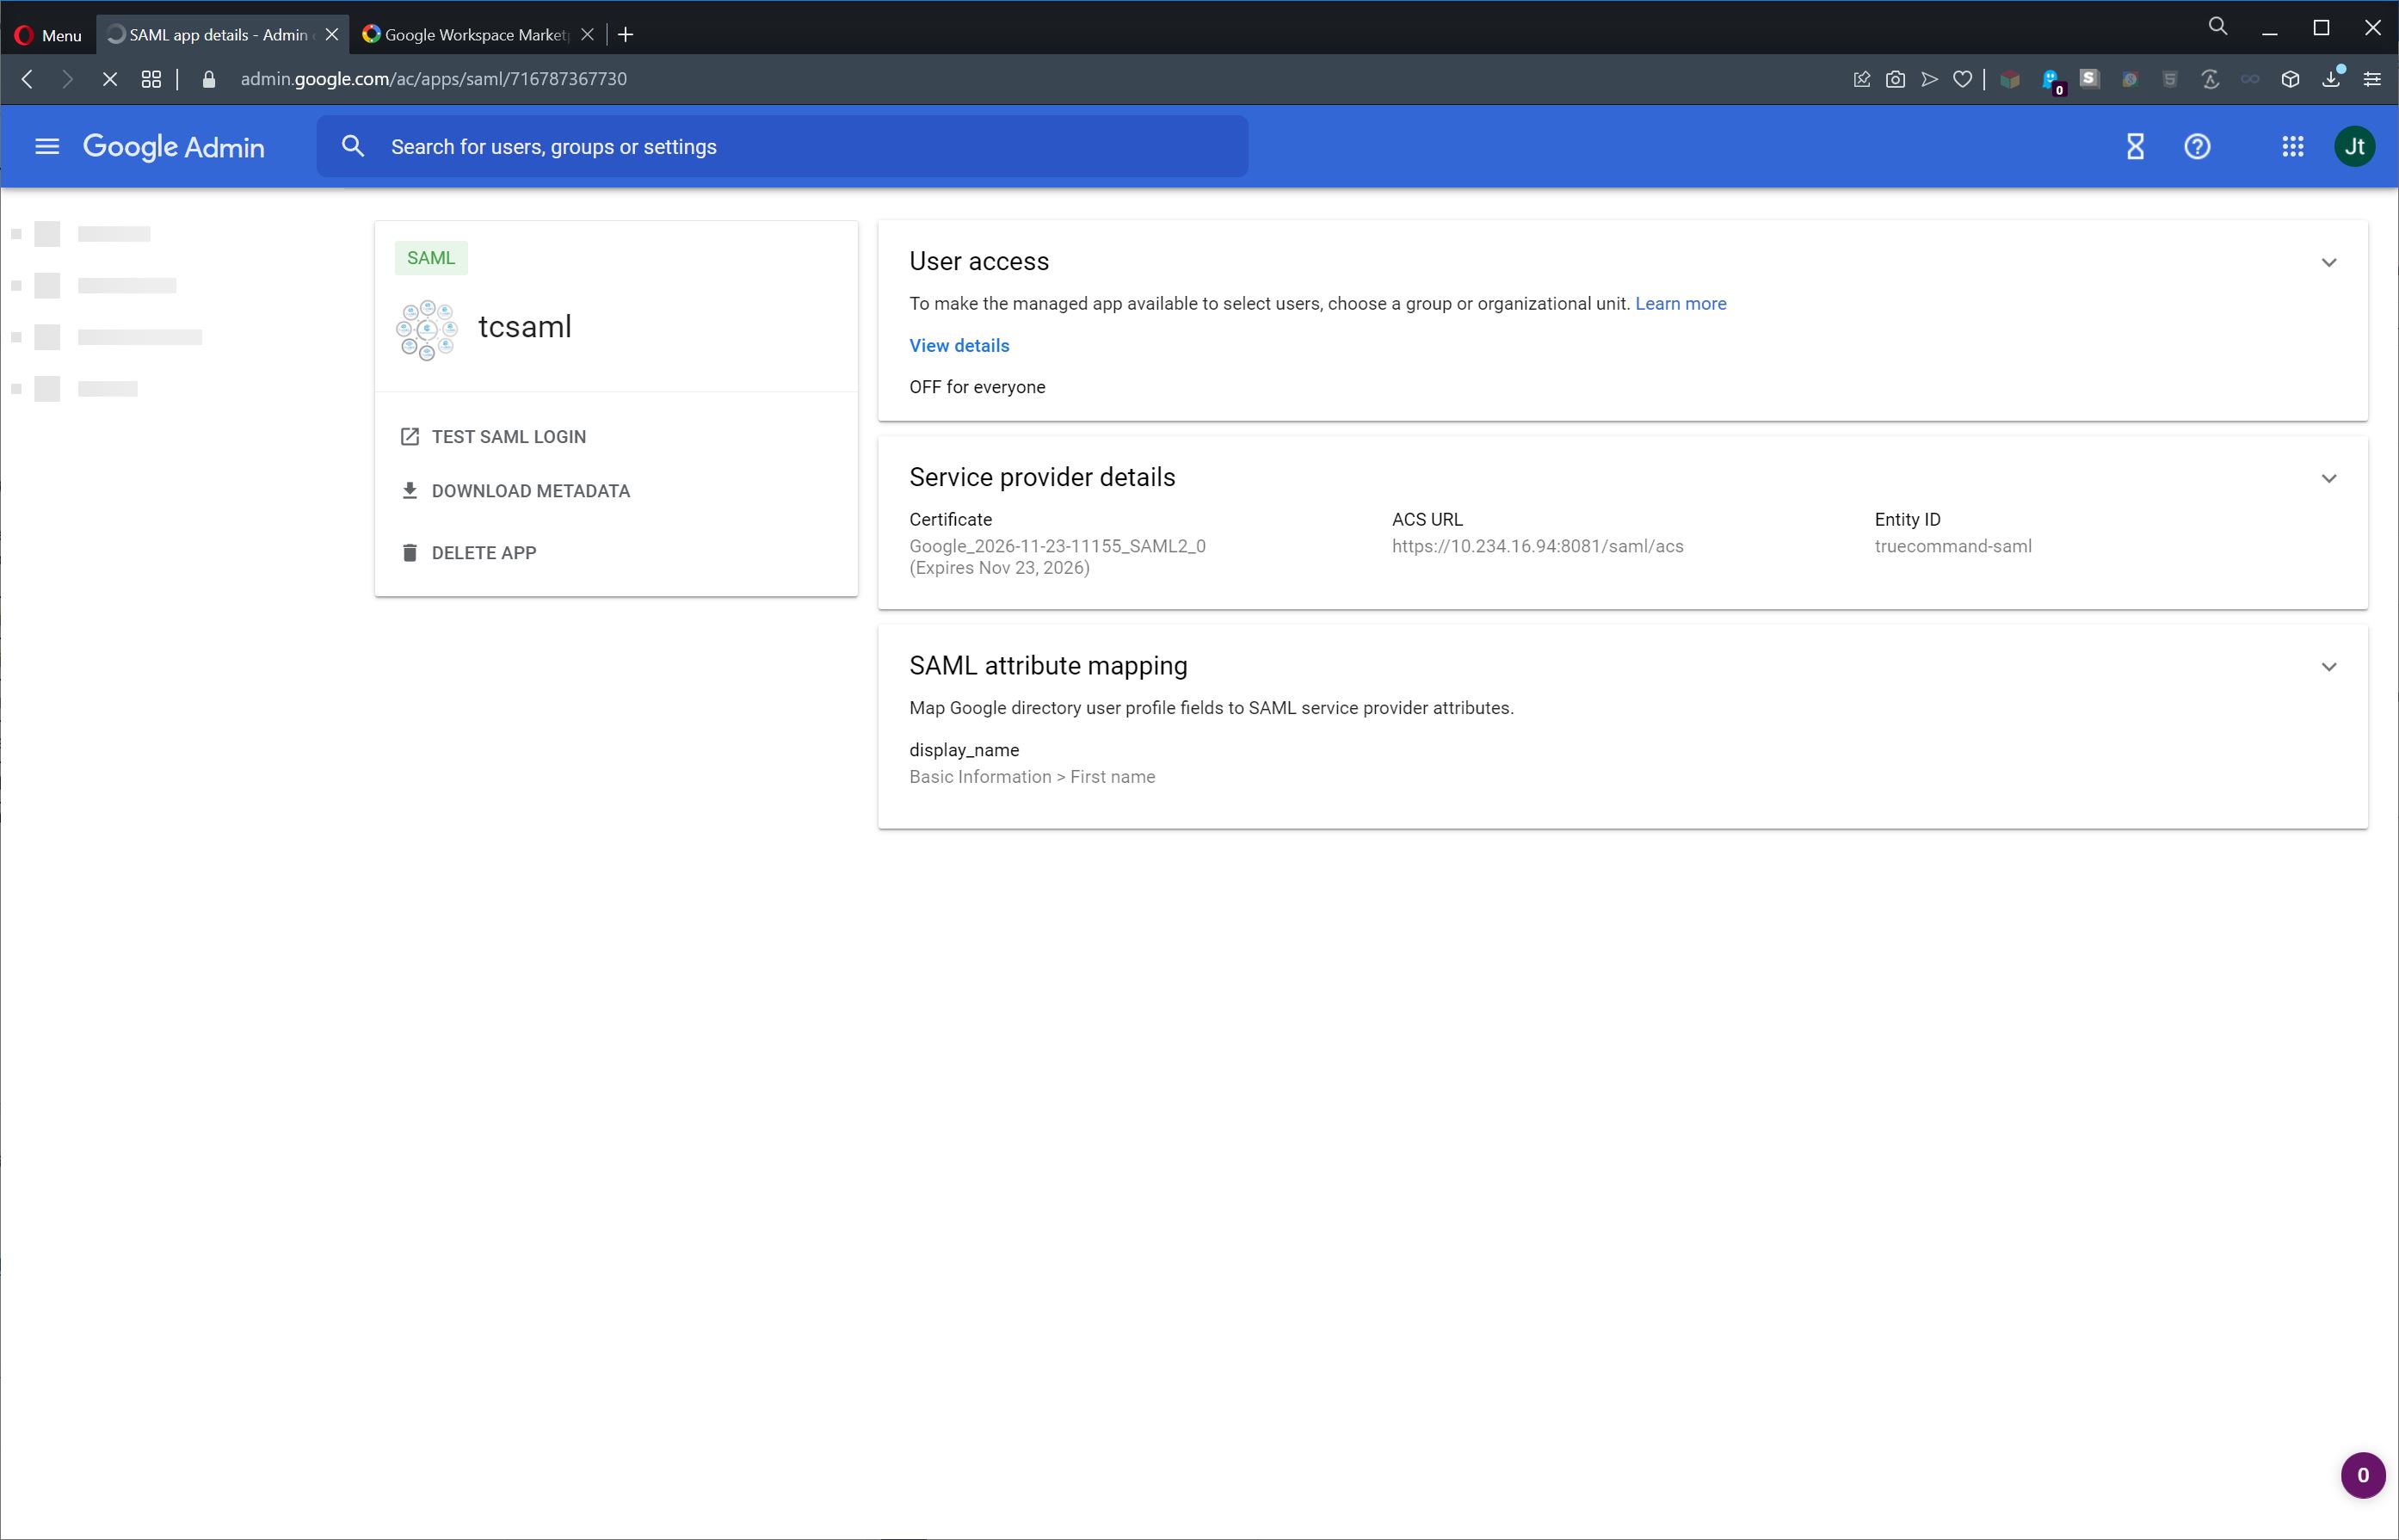 Menu
SAML app details - Admin
Google Workspace Market
admin.google.com/ac/apps/saml/716787367730
0
Google Admin
Search for users, groups or settings
Jt
SAML
tcsaml
TEST SAML LOGIN
DOWNLOAD METADATA
DELETE APP
User access
To make the managed app available to select users, choose a group or organizational unit. Learn more
View details
OFF for everyone
Service provider details
Certificate
Google_2026-11-23-11155_SAML2_0
(Expires Nov 23, 2026)
ACS URL
https://10.234.16.94:8081/saml/acs
Entity ID
truecommand-saml
SAML attribute mapping
Map Google directory user profile fields to SAML service provider attributes.
display_name
Basic Information > First name
0